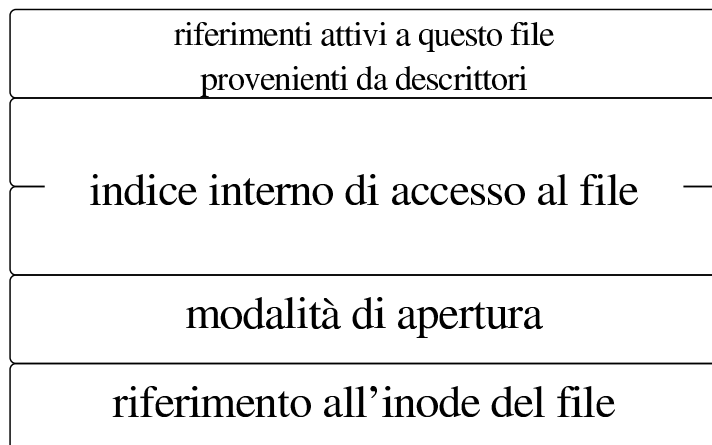 riferimenti attivi a questo file
provenienti da descrittori
indice interno di accesso al file
modalità di apertura
riferimento all’inode del file